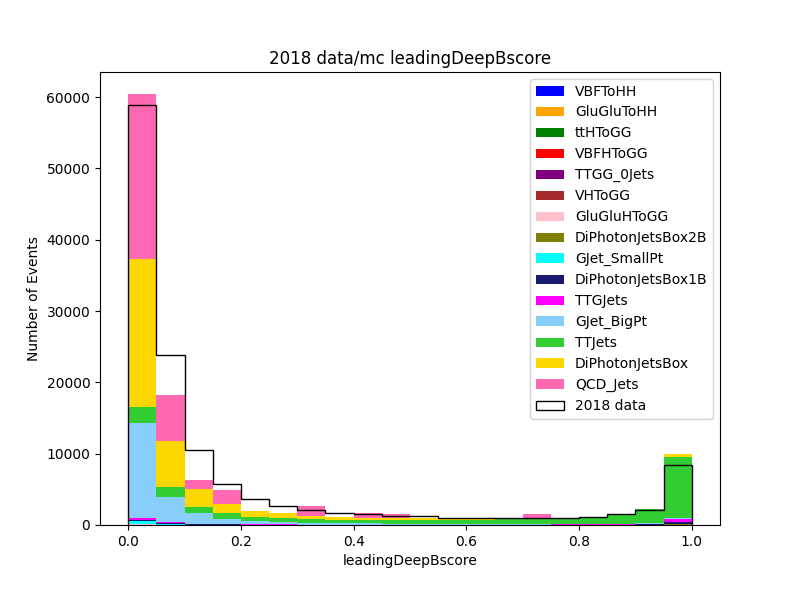 2018 data/mc leadingDeepBscore
Number of Events
60000
50000
40000
30000
20000
10000
0
0.0 0.2 0.4 0.6 0.8 1.0
leadingDeepBscore
VBFToHH
GluGluToHH
ttHToGG
VBFHToGG
TTGG_0Jets
VHToGG
GluGluHToGG
DiPhotonJetsBox2B
GJet_SmallPt
DiPhotonJetsBox1B
TTGJets
GJet_BigPt
TTJets
DiPhotonJetsBox
QCD_Jets
2018 data